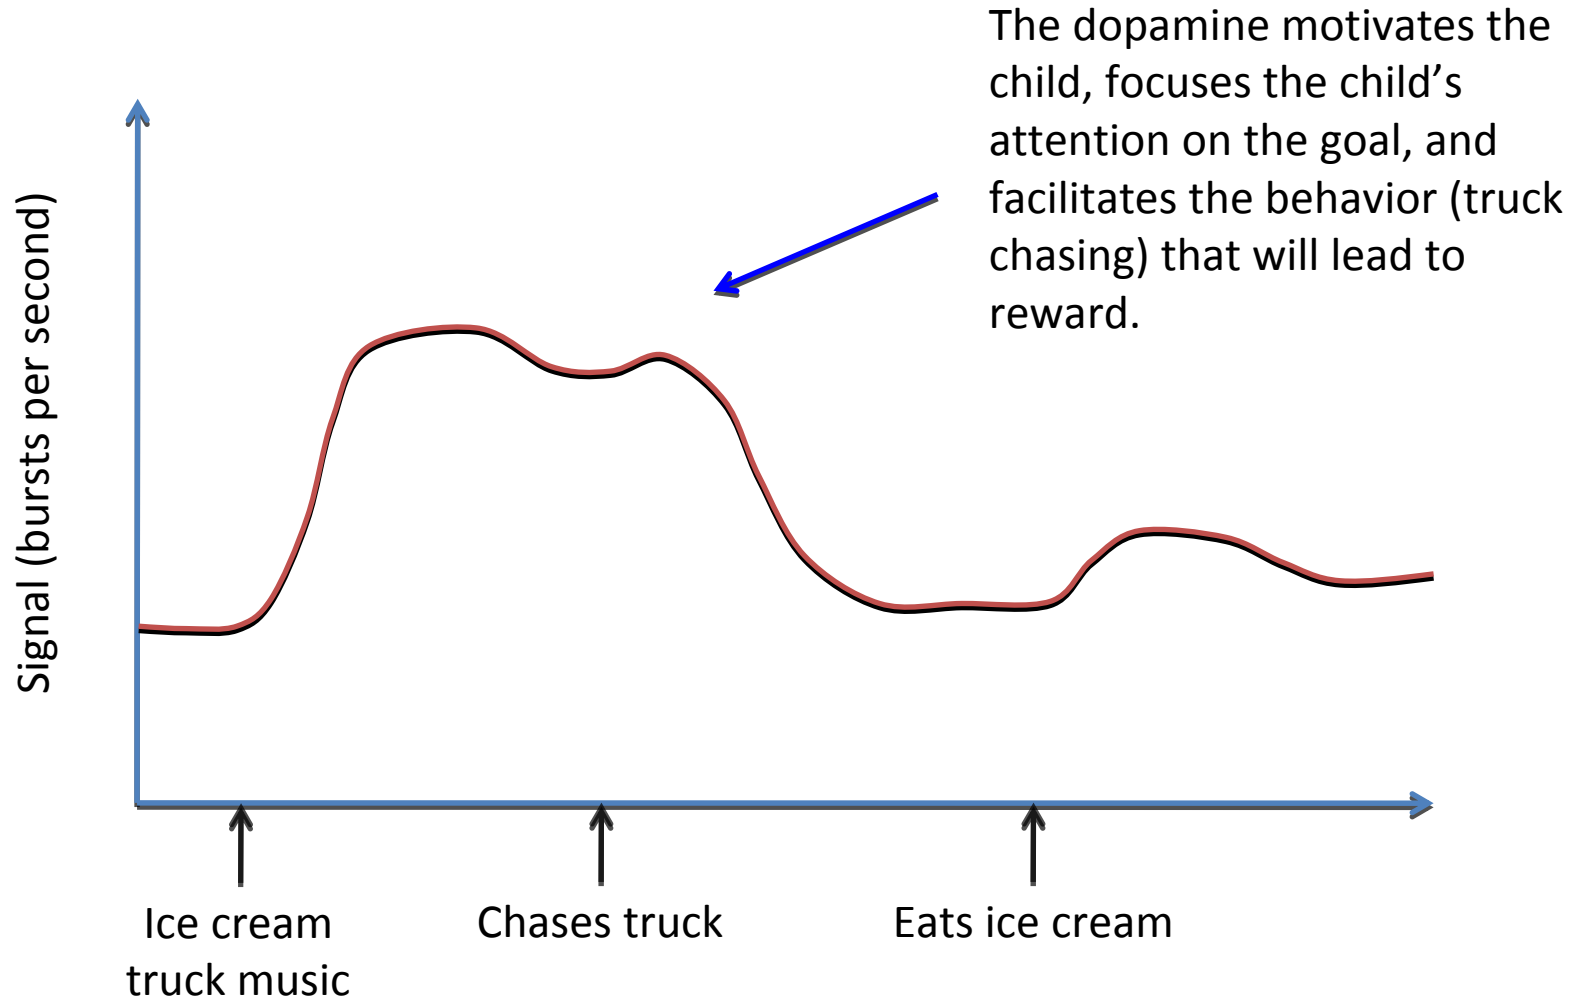 The dopamine motivates the
child, focuses the child’s
attention on the goal, and
facilitates the behavior (truck
chasing) that will lead to
reward.
Signal (bursts per second)
Ice cream
truck music
Chases truck
Eats ice cream